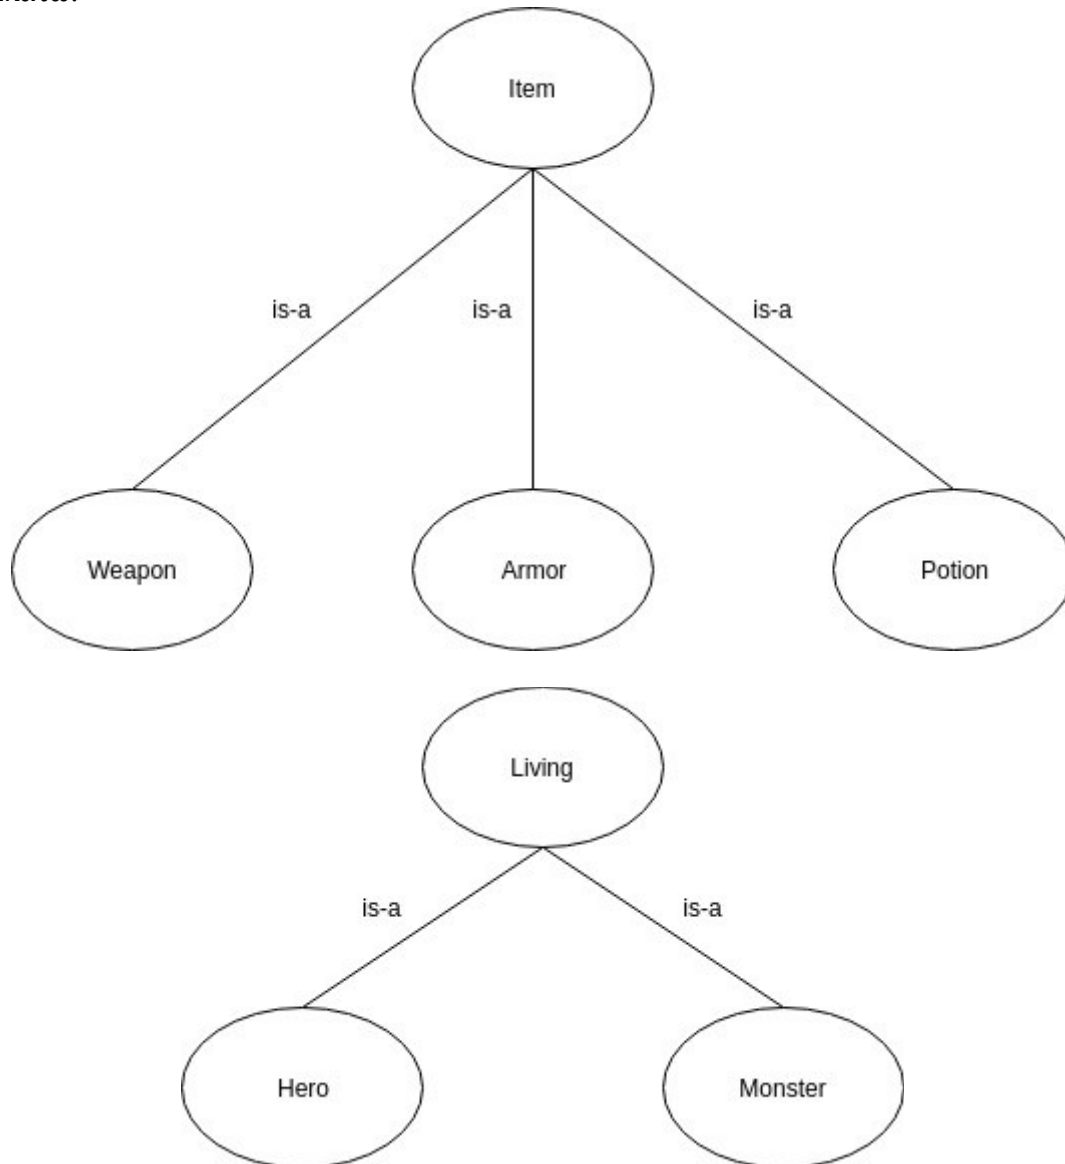 Item
is-a is-a is-a
Weapon Armor Potion
Living
is-a is-a
Hero Monster